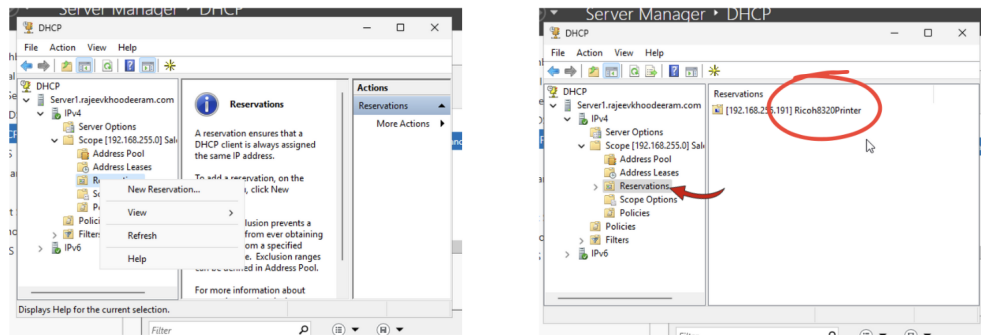 Server Manager • DHCP
DHCP
File Action View Help
DHCP
Server1.rajeevkhoodeeram.com
IPv4
Server Options
Scope [192.168.255.0] Sal
Address Pool
Address Leases
Filters
IPv6
New Reservation...
View
Refresh
Help
Reservations
A reservation ensures that a
DHCP client is always assigned
the same IP address.
To add a reservation, on the
click New
lusion prevents a
from ever obtaining
om a specified
e. Exclusion ranges
can be defined in Address Pool.
For more information about
Actions
Reservations
More Actions
Displays Help for the current selection.
Filter
Server Manager • DHCP
DHCP
File Action View Help
DHCP
Server1.rajeevkhoodeeram.com
IPv4
Server Options
Scope [192.168.255.0] Sal
Address Pool
Address Leases
Reservations
Scope Options
Policies
Policies
Filters
IPv6
Reservations
[192.168.255.191] Ricoh8320Printer